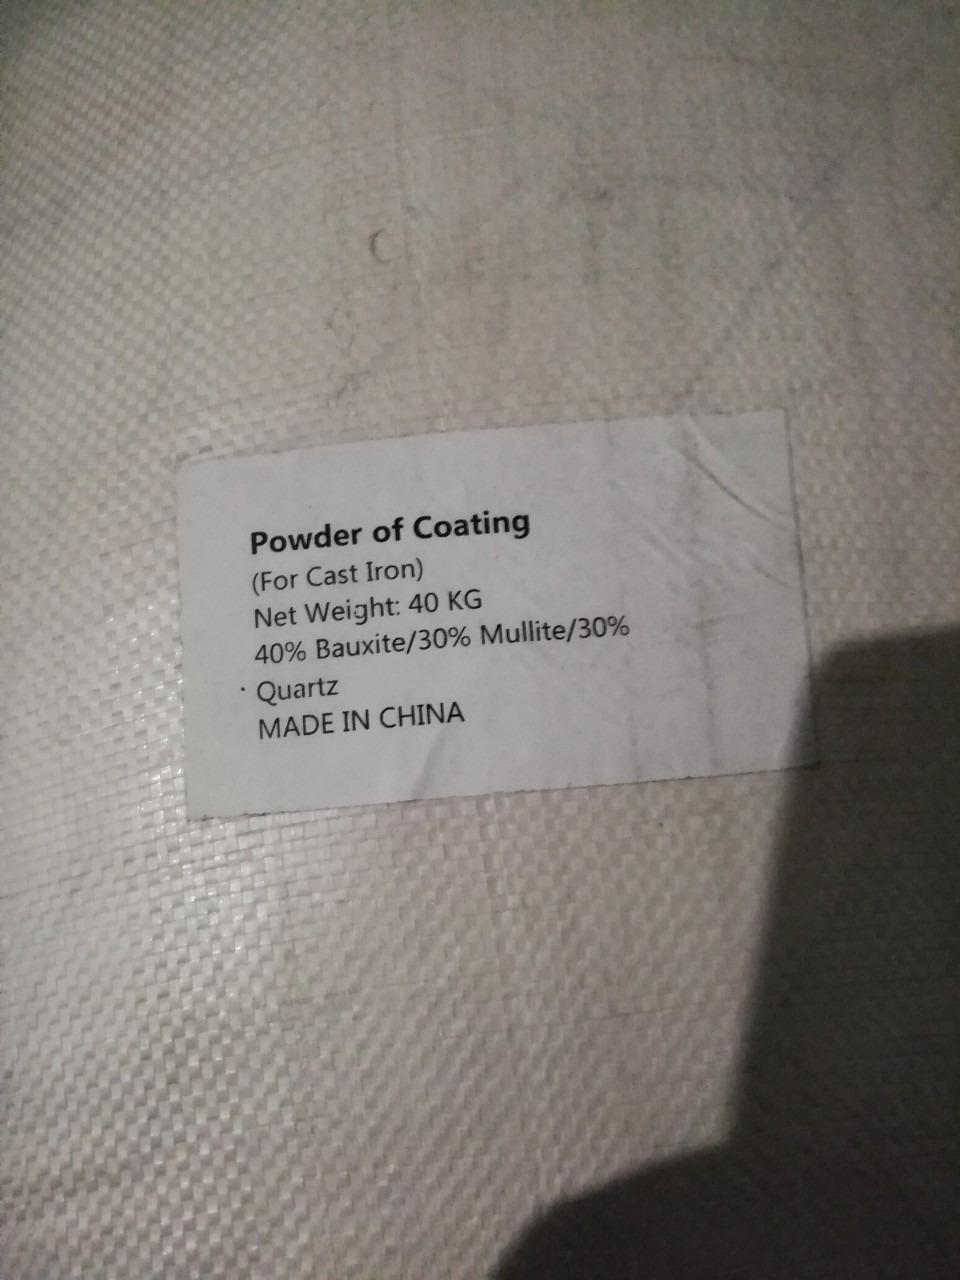 Powder of Coating
(For Cast Iron)
Net Weight: 40 KG
40% Bauxite/30% Mullite/30%
Quartz
MADE IN CHINA